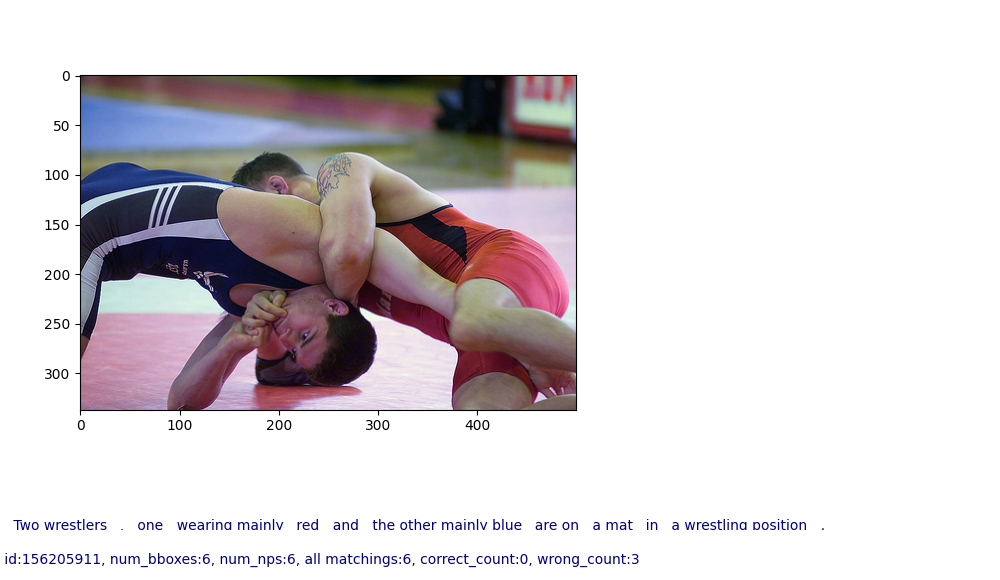 0
50
100
150
200
250
300
0 100 200 300 400
Two wrestlers . one wearing mainly red and the other mainly blue are on a mat in a wrestling position .
id:156205911, num_bboxes:6, num_nps:6, all matchings:6, correct_count:0, wrong_count:3